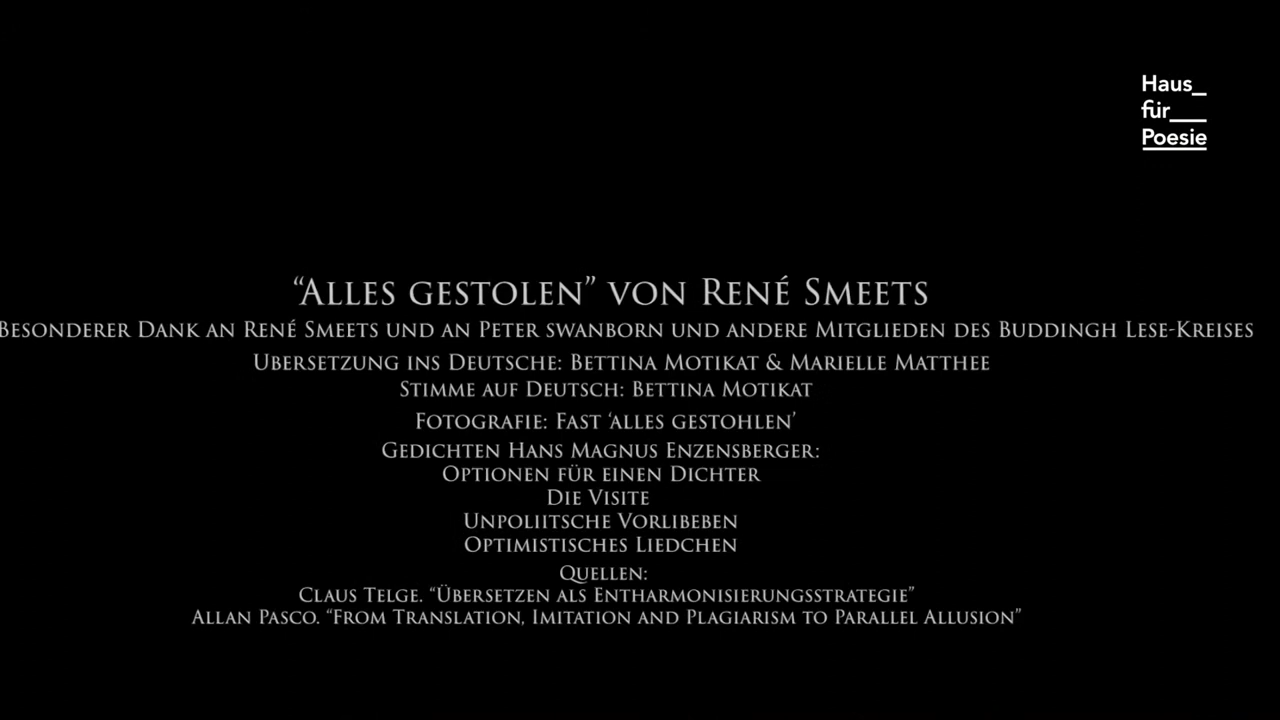 Haus_
für___
Poesie
“Alles gestolen” von René Smeets
Besonderer Dank an René Smeets und an Peter swanborn und andere Mitglieden des Buddingh Lese-Kreises
Ubersetzung ins Deutsche: Bettina Motikat & Marielle Matthee
Stimme auf Deutsch: Bettina Motikat
Fotografie: Fast ‘alles gestohlen’
Gedichten Hans Magnus Enzensberger:
Optionen für einen Dichter
Die Visite
Unpoliitsche Vorlibeben
Optimistisches Liedchen
Quellen:
Claus Telge. “Übersetzen als Entharmonisierungsstrategie”
Allan Pasco. “From Translation, Imitation and Plagiarism to Parallel Allusion”